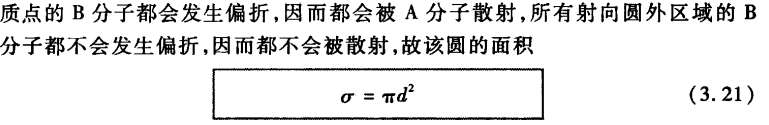 质点的 B 分子都会发生偏折,因而都会被 A 分子散射,所有射向圆外区域的 B
分子都不会发生偏折,因而都不会被散射,故该圆的面积
σ = πd² (3.21)